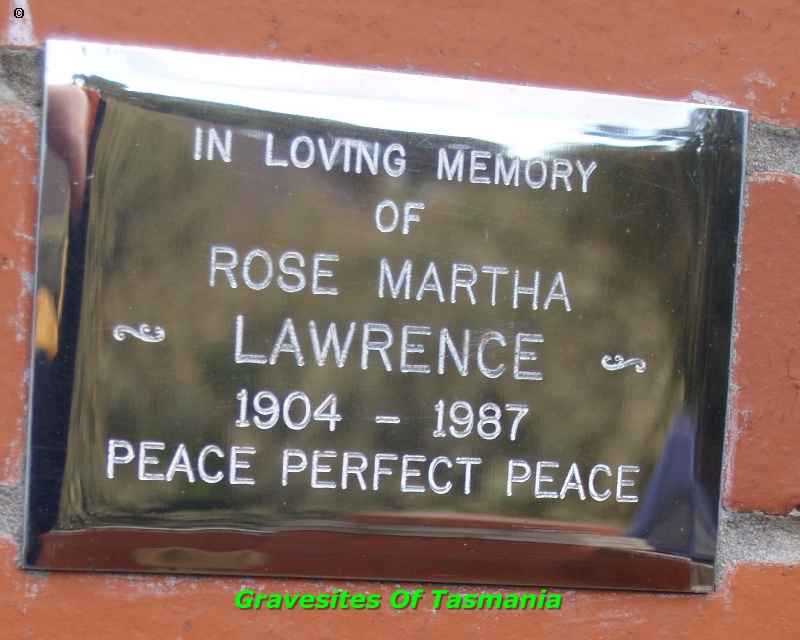 ©
IN LOVING MEMORY
OF
ROSE MARTHA
LAWRENCE
1904 - 1987
PEACE PERFECT PEACE
Gravesites Of Tasmania